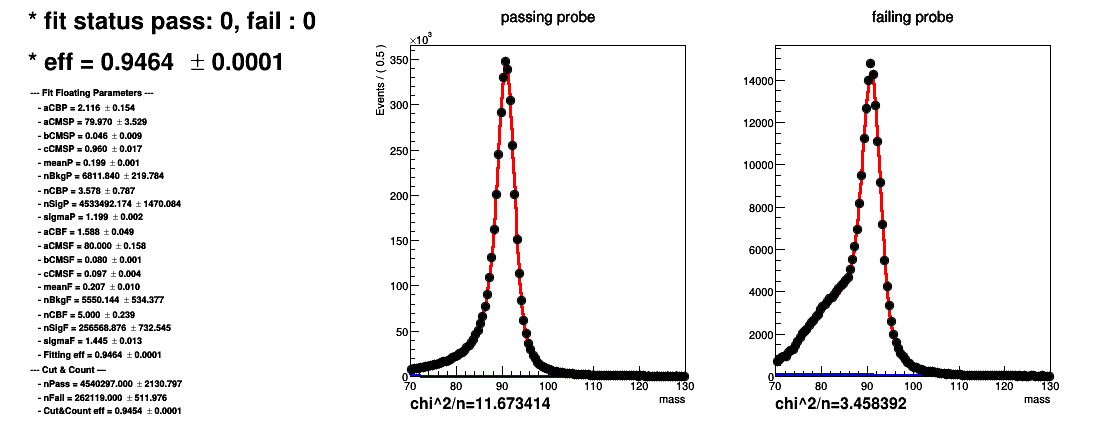 * fit status pass: 0, fail : 0
* eff = 0.9464 ± 0.0001
--- Fit Floating Parameters ---
- aCBP = 2.116 ± 0.154
- aCMSP = 79.970 ± 3.529
- bCMSP = 0.046 ± 0.009
- cCMSP = 0.960 ± 0.017
- meanP = 0.199 ± 0.001
- nBkgP = 6811.840 ± 219.784
- nCBP = 3.578 ± 0.787
- nSigP = 4533492.174 ± 1470.084
- sigmaP = 1.199 ± 0.002
- aCBF = 1.588 ± 0.049
- aCMSF = 80.000 ± 0.158
- bCMSF = 0.080 ± 0.001
- cCMSF = 0.097 ± 0.004
- meanF = 0.207 ± 0.010
- nBkgF = 5550.144 ± 534.377
- nCBF = 5.000 ± 0.239
- nSigF = 256568.876 ± 732.545
- sigmaF = 1.445 ± 0.013
- Fitting eff = 0.9464 ± 0.0001
--- Cut & Count ---
- nPass = 4540297.000 ± 2130.797
- nFail = 262119.000 ± 511.976
- Cut&Count eff = 0.9454 ± 0.0001
passing probe
×10³
Events / ( 0.5 )
350
300
250
200
150
100
50
0
70 80 90 100 110 120 130
mass
chi^2/n=11.673414
failing probe
14000
12000
10000
8000
6000
4000
2000
0
70 80 90 100 110 120 130
mass
chi^2/n=3.458392